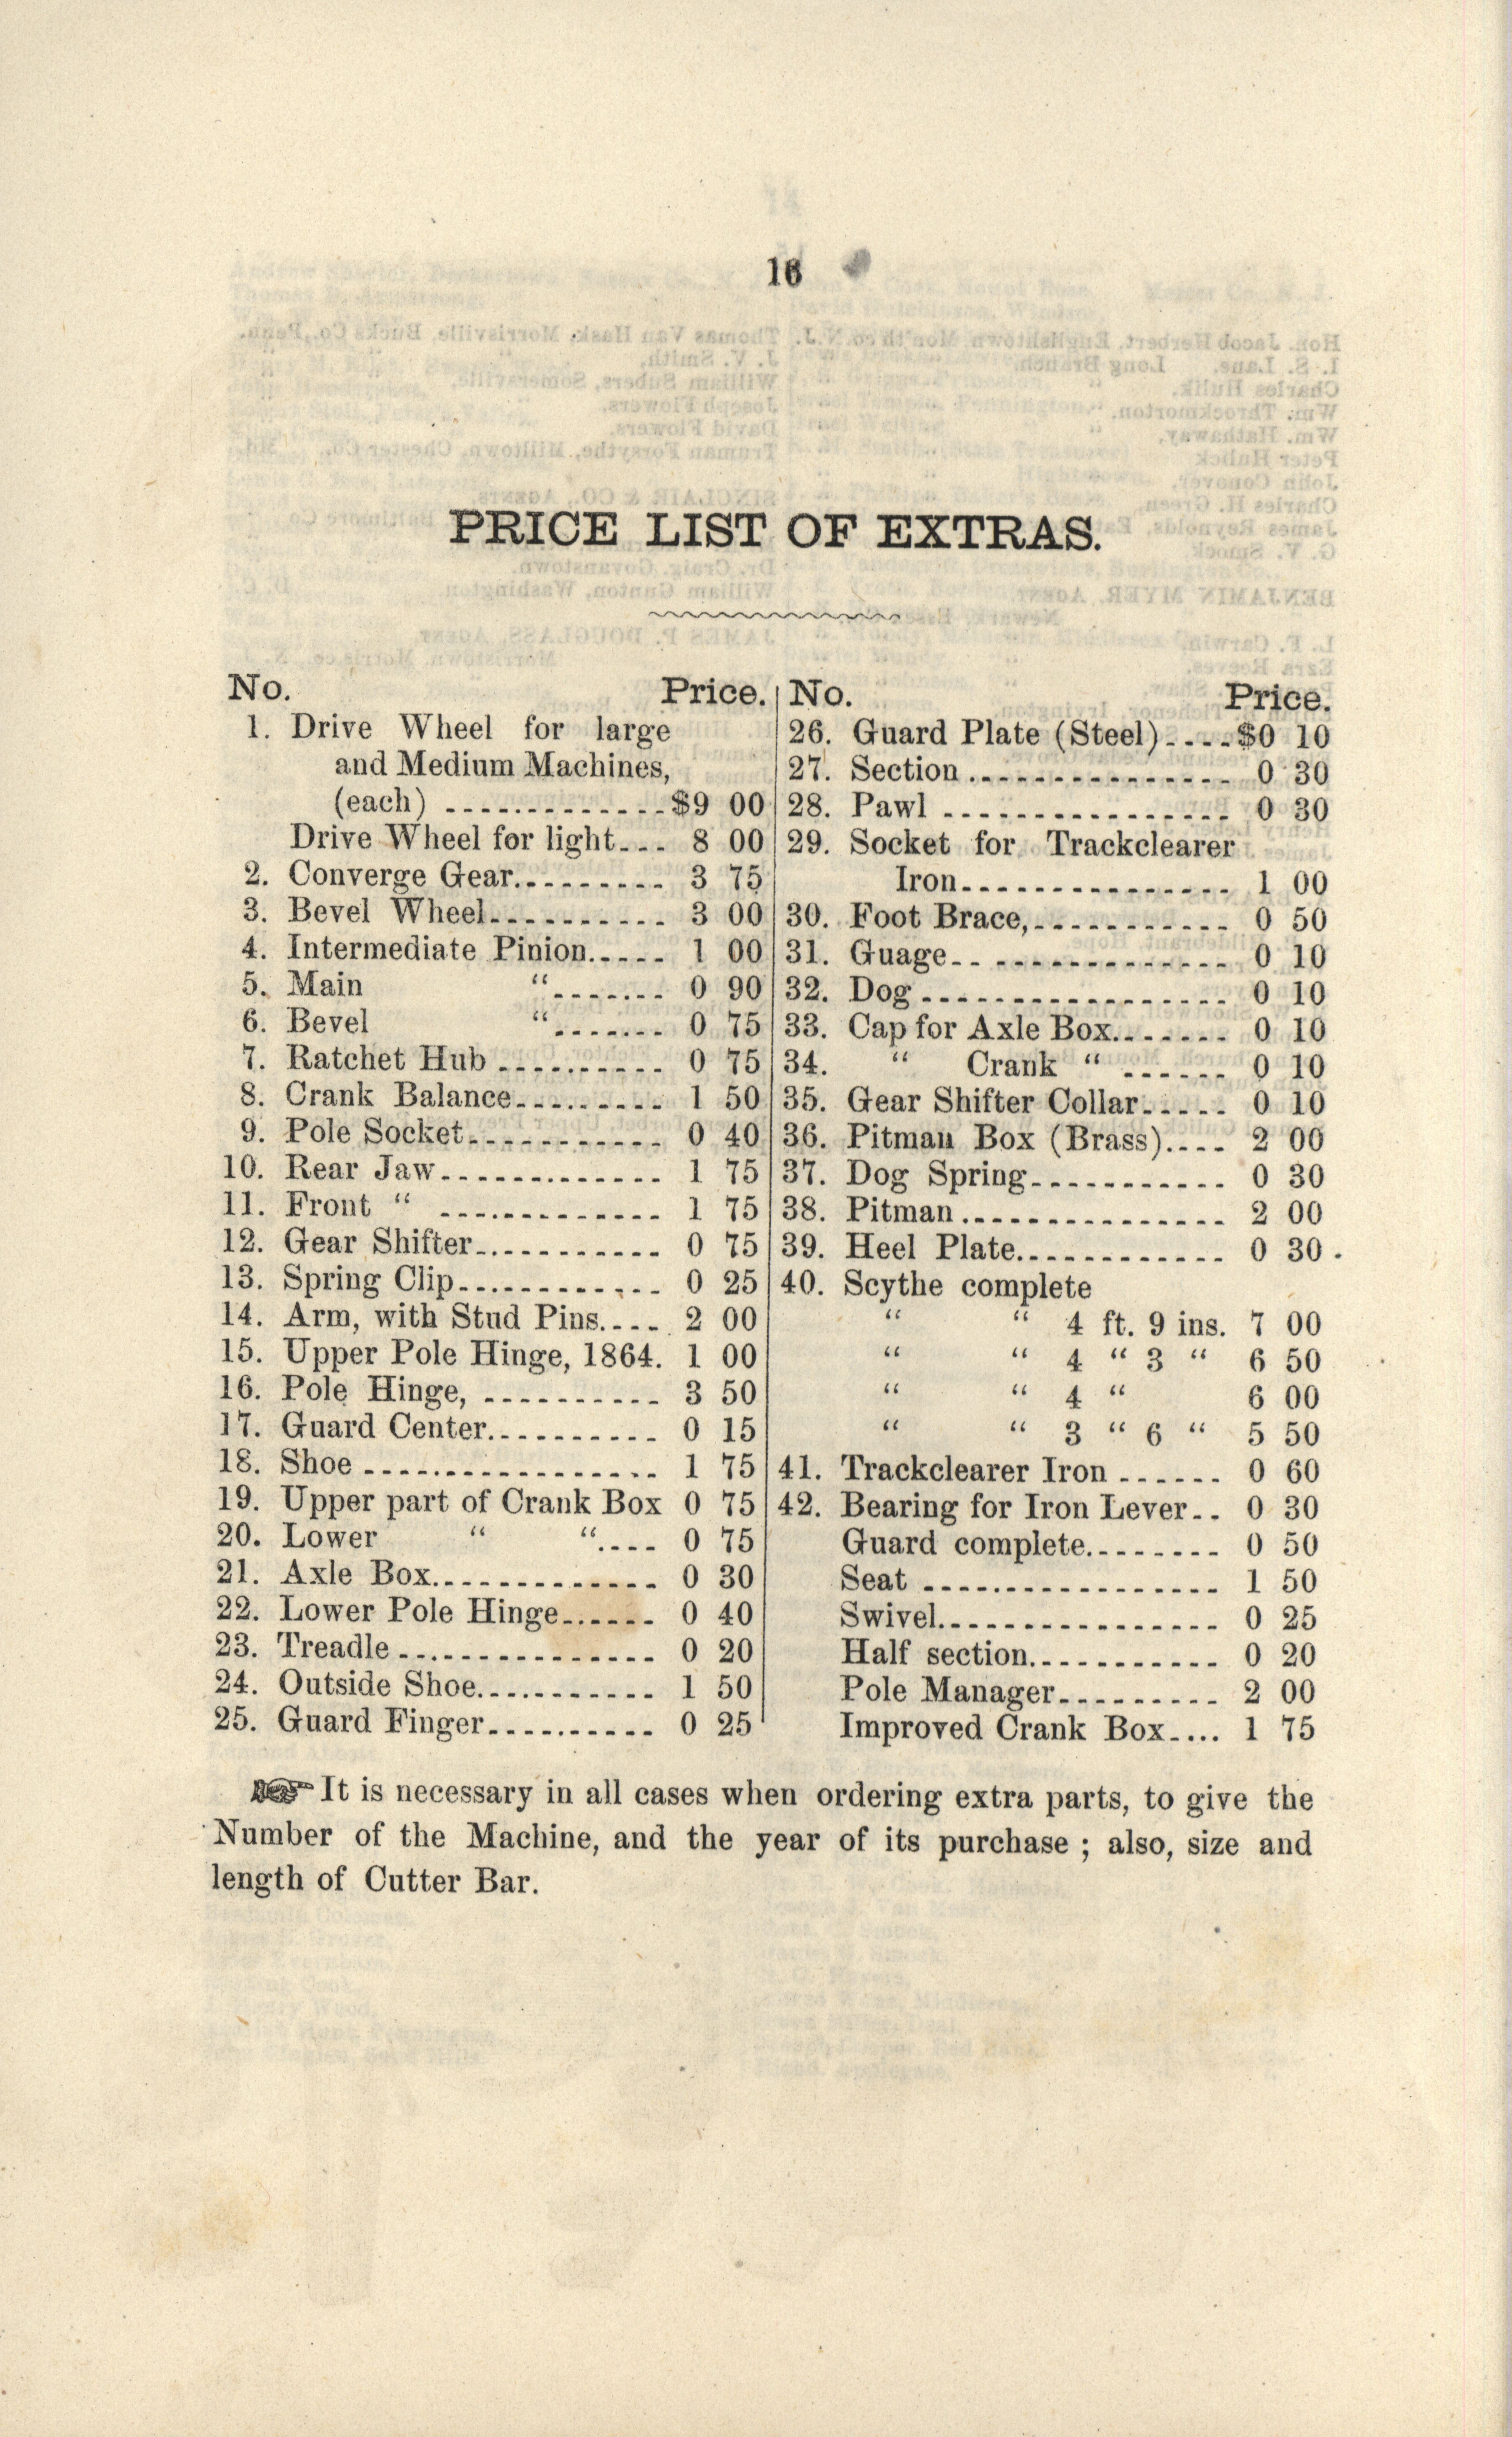 16
PRICE LIST OF EXTRAS.
No. Price.
1. Drive Wheel for large
and Medium Machines,
(each) ............. $9 00
Drive Wheel for light... 8 00
2. Converge Gear.......... 3 75
3. Bevel Wheel.......... 3 00
4. Intermediate Pinion..... 1 00
5. Main “....... 0 90
6. Bevel “....... 0 75
7. Ratchet Hub .......... 0 75
8. Crank Balance......... 1 50
9. Pole Socket........... 0 40
10. Rear Jaw............. 1 75
11. Front “ ............. 1 75
12. Gear Shifter........... 0 75
13. Spring Clip............ 0 25
14. Arm, with Stud Pins.... 2 00
15. Upper Pole Hinge, 1864. 1 00
16. Pole Hinge, .......... 3 50
17. Guard Center.......... 0 15
18. Shoe ................. 1 75
19. Upper part of Crank Box 0 75
20. Lower “ “.... 0 75
21. Axle Box............. 0 30
22. Lower Pole Hinge...... 0 40
23. Treadle ............... 0 20
24. Outside Shoe........... 1 50
25. Guard Finger.......... 0 25
No. Price.
26. Guard Plate (Steel)....$0 10
27. Section ............... 0 30
28. Pawl ................ 0 30
29. Socket for Trackclearer
Iron............... 1 00
30. Foot Brace,........... 0 50
31. Guage.. ............. 0 10
32. Dog ................. 0 10
33. Cap for Axle Box....... 0 10
34. “ Crank “ ...... 0 10
35. Gear Shifter Collar..... 0 10
36. Pitman Box (Brass).... 2 00
37. Dog Spring........... 0 30
38. Pitman ............... 2 00
39. Heel Plate............ 0 30 .
40. Scythe complete
“ “ 4 ft. 9 ins. 7 00
“ “ 4 “ 3 “ 6 50
“ “ 4 “ 6 00
“ “ 3 “ 6 “ 5 50
41. Trackclearer Iron ...... 0 60
42. Bearing for Iron Lever.. 0 30
Guard complete........ 0 50
Seat ................. 1 50
Swivel................ 0 25
Half section........... 0 20
Pole Manager......... 2 00
Improved Crank Box.... 1 75
☞ It is necessary in all cases when ordering extra parts, to give the
Number of the Machine, and the year of its purchase ; also, size and
length of Cutter Bar.